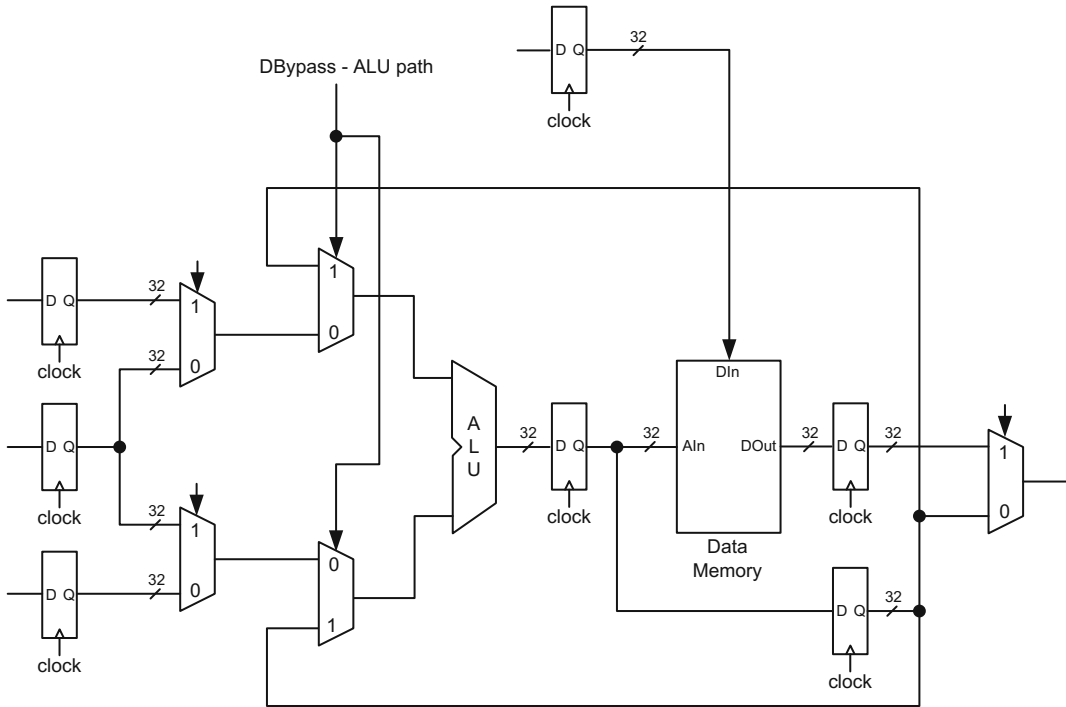 32
D Q
clock
DBypass - ALU path
D Q
32
clock
1
0
32
1
32
0
D Q
clock
A
L
U
32
D Q
clock
32
AIn
DIn
DOut
Data
Memory
32
D Q
32
clock
1
0
D Q
clock
32
1
32
0
0
1
D Q
clock
D Q
32
clock